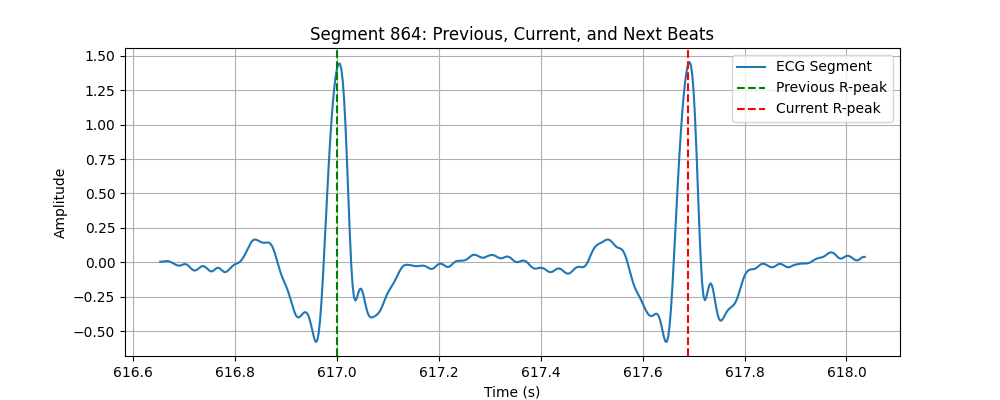 Segment 864: Previous, Current, and Next Beats
ECG Segment
Previous R-peak
Current R-peak
Amplitude
1.50
1.25
1.00
0.75
0.50
0.25
0.00
−0.25
−0.50
616.6 616.8 617.0 617.2 617.4 617.6 617.8 618.0
Time (s)